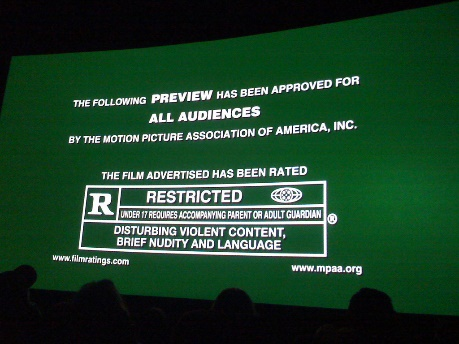 THE FOLLOWING PREVIEW HAS BEEN APPROVED FOR
ALL AUDIENCES
BY THE MOTION PICTURE ASSOCIATION OF AMERICA, INC.
THE FILM ADVERTISED HAS BEEN RATED
R RESTRICTED
UNDER 17 REQUIRES ACCOMPANYING PARENT OR ADULT GUARDIAN
®
DISTURBING VIOLENT CONTENT,
BRIEF NUDITY AND LANGUAGE
www.filmratings.com
www.mpaa.org